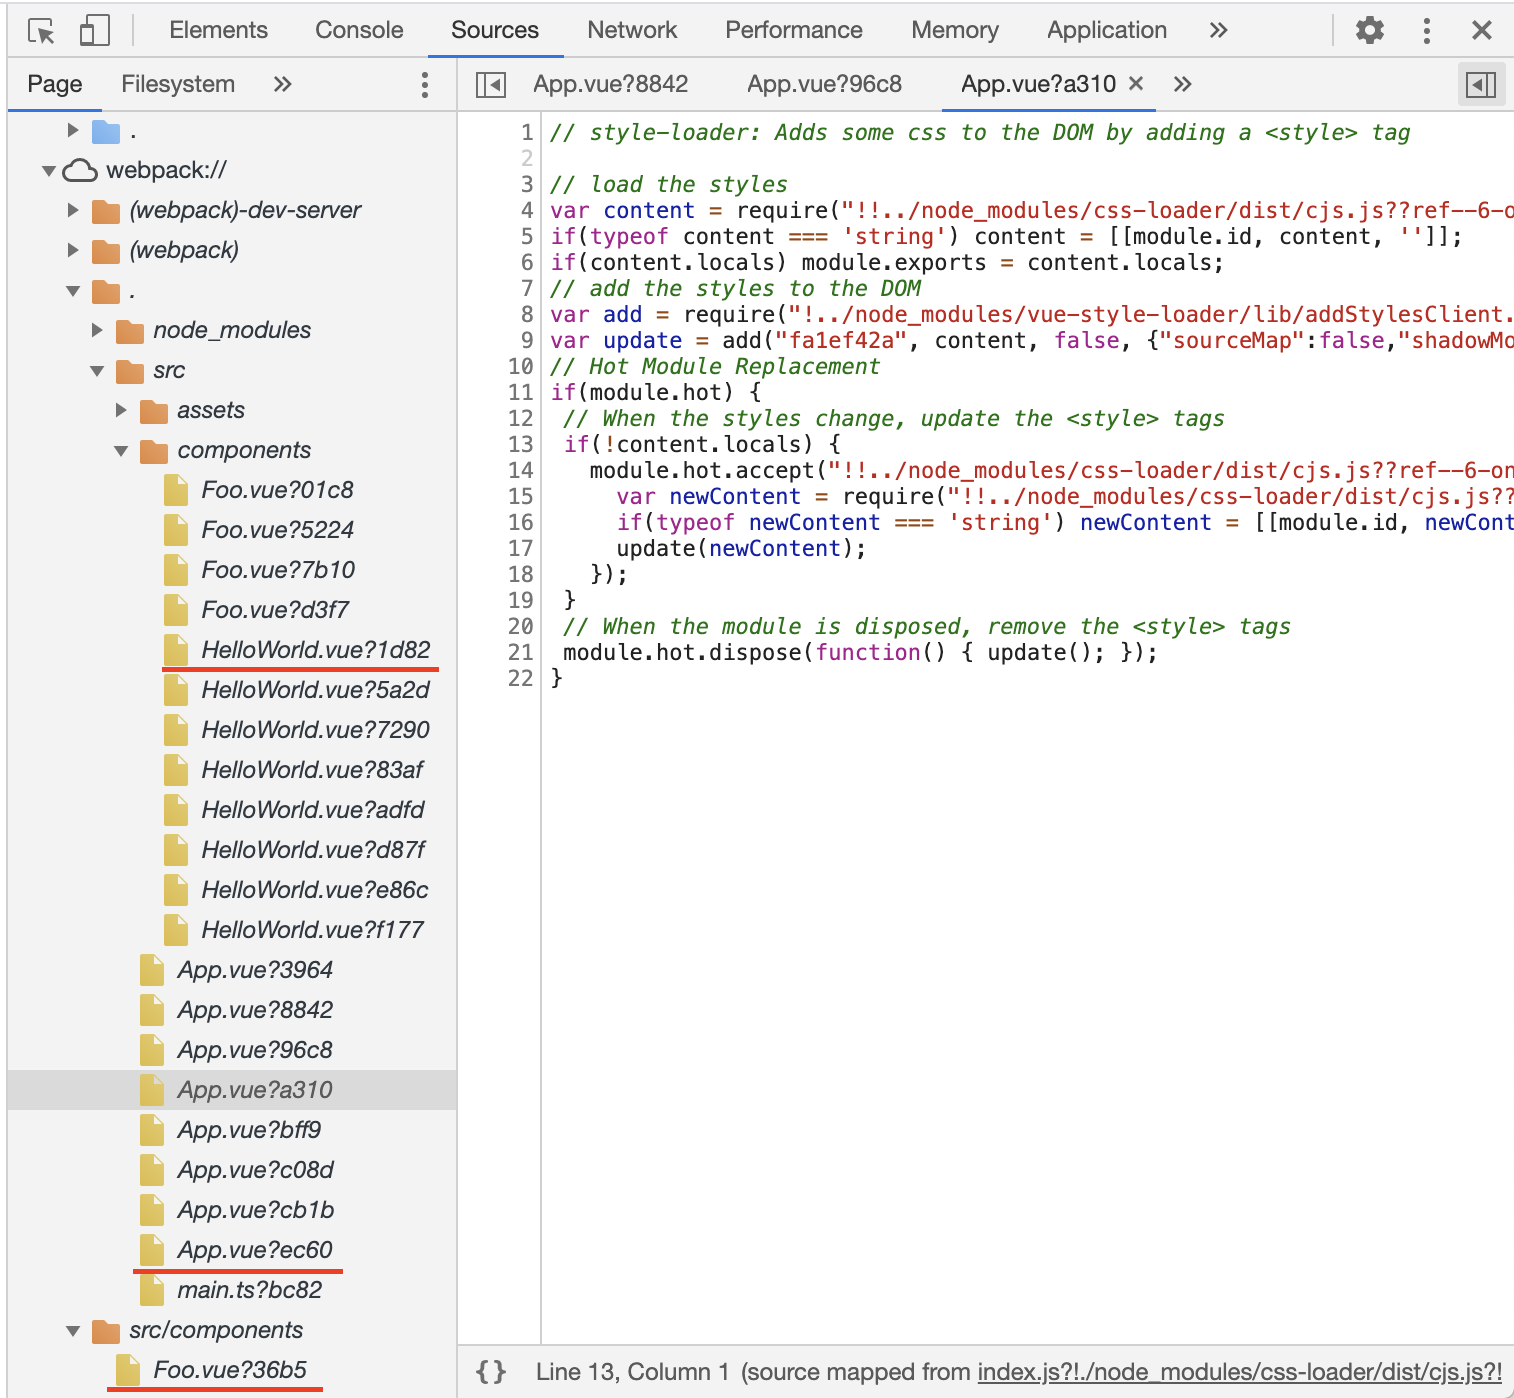 Elements Console Sources Network Performance Memory Application »
Page Filesystem »
App.vue?8842 App.vue?96c8 App.vue?a310 × »
.
webpack://
(webpack)-dev-server
(webpack)
.
node_modules
src
assets
components
Foo.vue?01c8
Foo.vue?5224
Foo.vue?7b10
Foo.vue?d3f7
HelloWorld.vue?1d82
HelloWorld.vue?5a2d
HelloWorld.vue?7290
HelloWorld.vue?83af
HelloWorld.vue?adfd
HelloWorld.vue?d87f
HelloWorld.vue?e86c
HelloWorld.vue?f177
App.vue?3964
App.vue?8842
App.vue?96c8
App.vue?a310
App.vue?bff9
App.vue?c08d
App.vue?cb1b
App.vue?ec60
main.ts?bc82
src/components
Foo.vue?36b5
1 // style-loader: Adds some css to the DOM by adding a <style> tag
2
3 // load the styles
4 var content = require("!!../node_modules/css-loader/dist/cjs.js??ref--6-o
5 if(typeof content === 'string') content = [[module.id, content, '']];
6 if(content.locals) module.exports = content.locals;
7 // add the styles to the DOM
8 var add = require("!../node_modules/vue-style-loader/lib/addStylesClient.
9 var update = add("fa1ef42a", content, false, {"sourceMap":false,"shadowMo
10 // Hot Module Replacement
11 if(module.hot) {
12 // When the styles change, update the <style> tags
13 if(!content.locals) {
14 module.hot.accept("!!../node_modules/css-loader/dist/cjs.js??ref--6-on
15 var newContent = require("!!../node_modules/css-loader/dist/cjs.js??
16 if(typeof newContent === 'string') newContent = [[module.id, newCont
17 update(newContent);
18 });
19 }
20 // When the module is disposed, remove the <style> tags
21 module.hot.dispose(function() { update(); });
22 }
{} Line 13, Column 1 (source mapped from index.js?!./node_modules/css-loader/dist/cjs.js?!